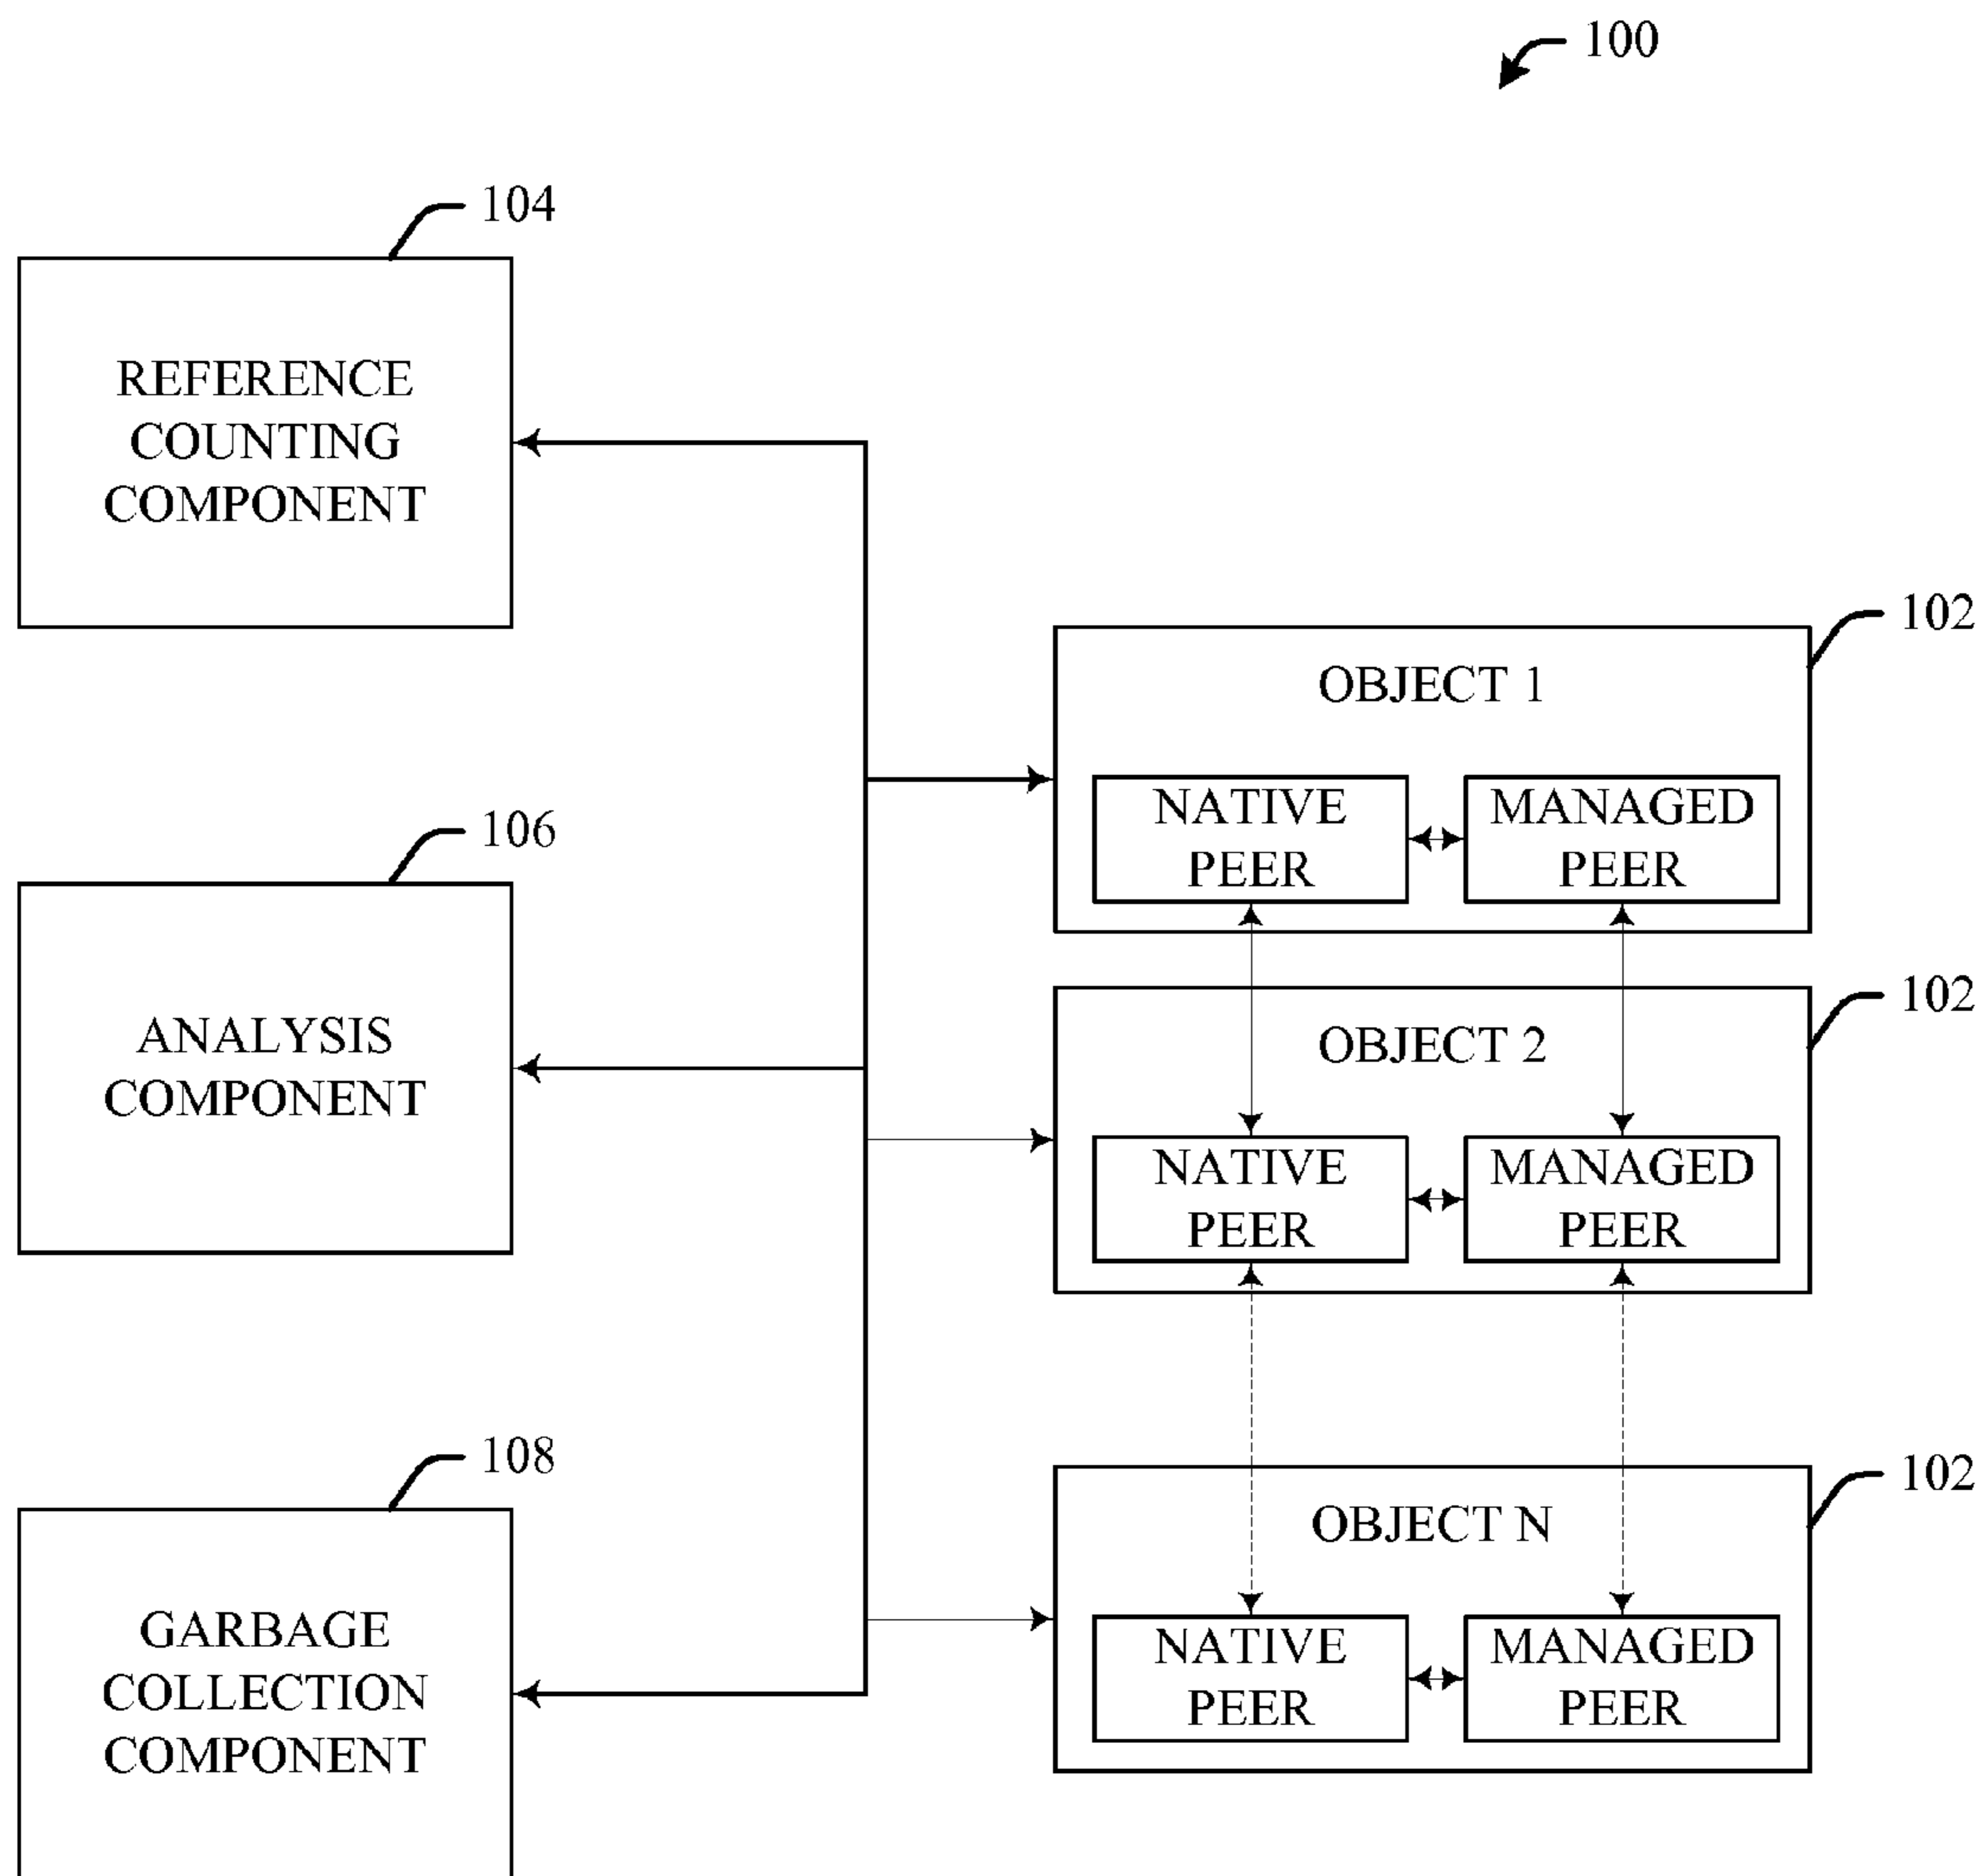 100
104
REFERENCE
COUNTING
COMPONENT
102
OBJECT 1
NATIVE
PEER
MANAGED
PEER
106
ANALYSIS
COMPONENT
102
OBJECT 2
NATIVE
PEER
MANAGED
PEER
108
GARBAGE
COLLECTION
COMPONENT
102
OBJECT N
NATIVE
PEER
MANAGED
PEER